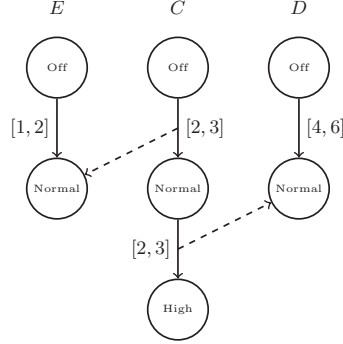 E C D
Off Off Off
[1, 2] [2, 3] [4, 6]
Normal Normal Normal
[2, 3]
High